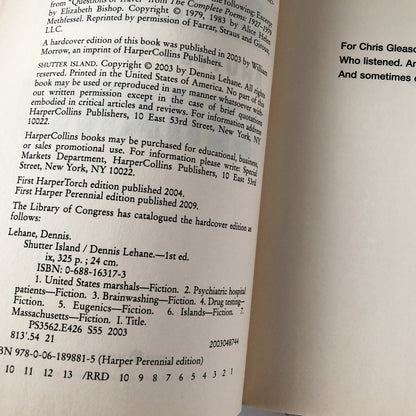 "Questions of Travel" from The Complete Poems: 1927-1979
by Elizabeth Bishop. Copyright © 1979, 1983 by Alice Helen
Methfessel. Reprinted by permission of Farrar, Straus and Giroux,
LLC.
A hardcover edition of this book was published in 2003 by William
Morrow, an imprint of HarperCollins Publishers.
SHUTTER ISLAND. Copyright © 2003 by Dennis Lehane. All rights
reserved. Printed in the United States of America. No part of this
book may be used or reproduced in any manner whatsoever with-
out written permission except in the case of brief quotations
embodied in critical articles and reviews. For information address
HarperCollins Publishers, 10 East 53rd Street, New York, NY
10022.
HarperCollins books may be purchased for educational, business,
or sales promotional use. For information please write: Special
Markets Department, HarperCollins Publishers, 10 East 53rd
Street, New York, NY 10022.
First HarperTorch edition published 2004.
First Harper Perennial edition published 2009.
The Library of Congress has catalogued the hardcover edition as
follows:
Lehane, Dennis.
Shutter Island / Dennis Lehane.—1st ed.
ix, 325 p. ; 24 cm.
ISBN: 0-688-16317-3
1. United States marshals—Fiction. 2. Psychiatric hospital
patients—Fiction. 3. Brainwashing—Fiction. 4. Drug testing—
Fiction. 5. Eugenics—Fiction. 6. Islands—Fiction. 7.
Massachusetts—Fiction. I. Title.
PS3562.E426 S55 2003
813'.54 21 2003048744
BN 978-0-06-189881-5 (Harper Perennial edition)
10 11 12 13 /RRD 10 9 8 7 6 5 4 3 2 1
For Chris Gleaso
Who listened. An
And sometimes c